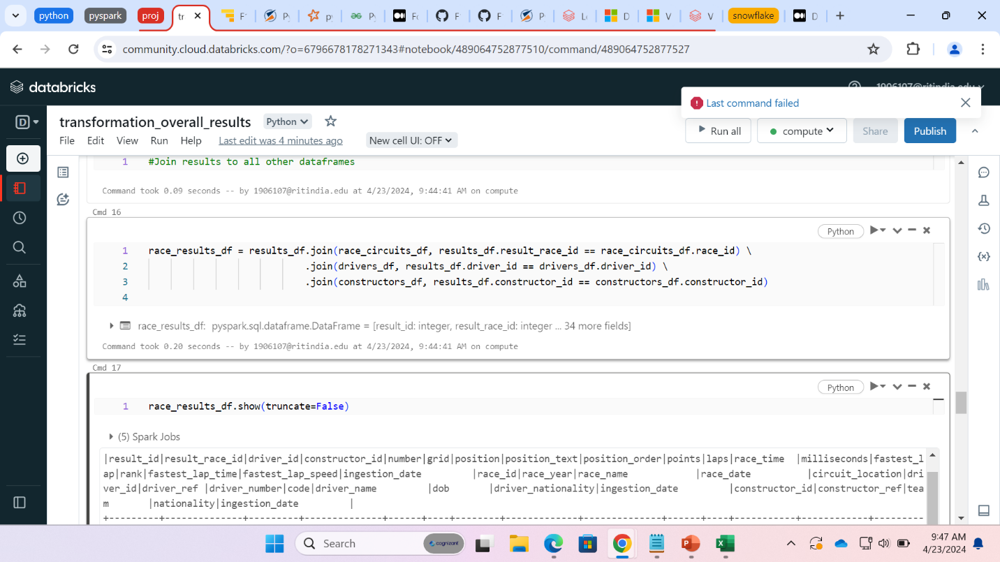 python
pyspark
proj
tr
snowflake
community.cloud.databricks.com/?o=6796678178271343#notebook/489064752877510/command/489064752877527
databricks
Last command failed
transformation_overall_results
Python
File Edit View Run Help Last edit was 4 minutes ago New cell UI: OFF
Run all
compute
Share
Publish
1 #Join results to all other dataframes
Command took 0.09 seconds -- by 1906107@ritindia.edu at 4/23/2024, 9:44:41 AM on compute
Cmd 16
Python
1 race_results_df = results_df.join(race_circuits_df, results_df.result_race_id == race_circuits_df.race_id) \
2 .join(drivers_df, results_df.driver_id == drivers_df.driver_id) \
3 .join(constructors_df, results_df.constructor_id == constructors_df.constructor_id)
4
race_results_df: pyspark.sql.dataframe.DataFrame = [result_id: integer, result_race_id: integer ... 34 more fields]
Command took 0.20 seconds -- by 1906107@ritindia.edu at 4/23/2024, 9:44:41 AM on compute
Cmd 17
Python
1 race_results_df.show(truncate=False)
(5) Spark Jobs
|result_id|result_race_id|driver_id|constructor_id|number|grid|position|position_text|position_order|points|laps|race_time |milliseconds|fastest_l
ap|rank|fastest_lap_time|fastest_lap_speed|ingestion_date |race_id|race_year|race_name |race_date |circuit_location|dri
ver_id|driver_ref |driver_number|code|driver_name |dob |driver_nationality|ingestion_date |constructor_id|constructor_ref|tea
m |nationality|ingestion_date |
+---------+--------------+---------+--------------+------+----+--------+-------------+--------------+------+----+-----------+------------+---------
Search
cognizant
9:47 AM
4/23/2024